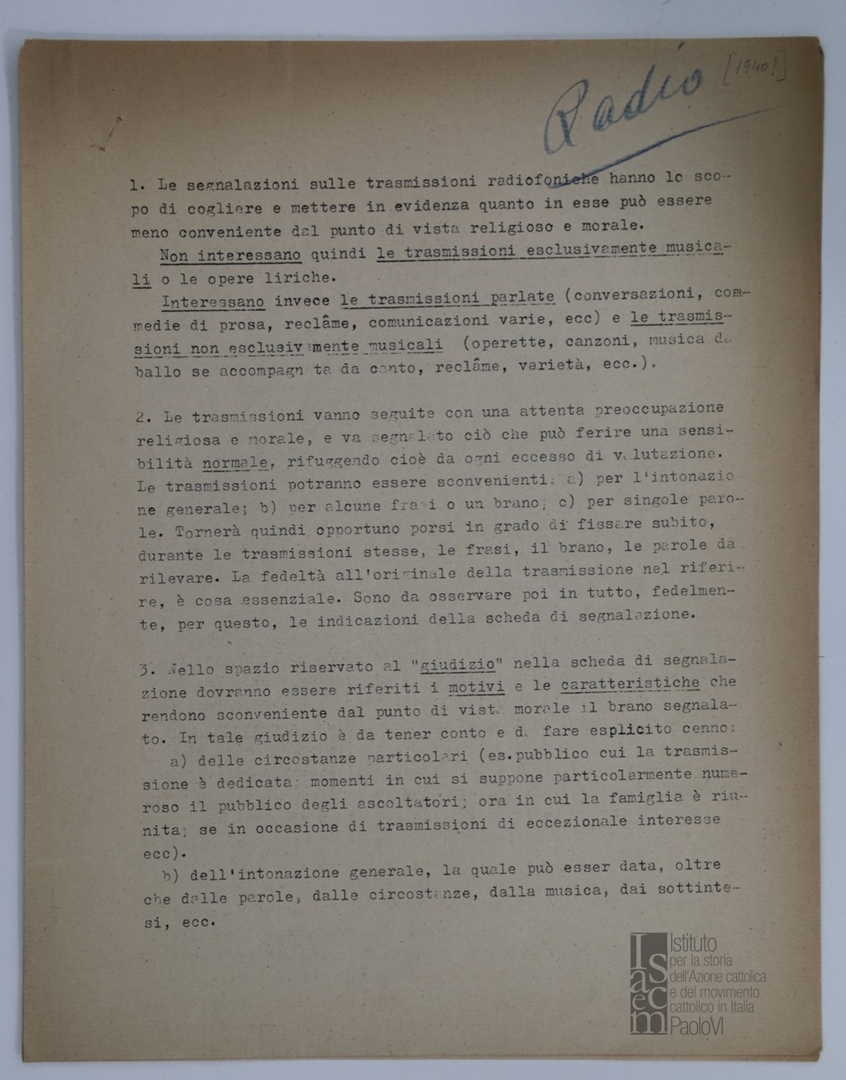 Radio
[1940?]
1. Le segnalazioni sulle trasmissioni radiofoniche hanno lo sco-
po di cogliere e mettere in evidenza quanto in esse può essere
meno conveniente dal punto di vista religioso e morale.
Non interessano quindi le trasmissioni esclusivamente musica-
li o le opere liriche.
Interessano invece le trasmissioni parlate (conversazioni, com-
medie di prosa, reclâme, comunicazioni varie, ecc) e le trasmis-
sioni non esclusivamente musicali (operette, canzoni, musica da
ballo se accompagnata da canto, reclâme, varietà, ecc.).
2. Le trasmissioni vanno seguite con una attenta preoccupazione
religiosa e morale, e va segnalato ciò che può ferire una sensi-
bilità normale, rifuggendo cioè da ogni eccesso di valutazione.
Le trasmissioni potranno essere sconvenienti: a) per l'intonazio
ne generale; b) per alcune frasi o un brano; c) per singole paro-
le. Tornerà quindi opportuno porsi in grado di fissare subito,
durante le trasmissioni stesse, le frasi, il brano, le parole da
rilevare. La fedeltà all'originale della trasmissione nel riferi-
re, è cosa essenziale. Sono da osservare poi in tutto, fedelmen-
te, per questo, le indicazioni della scheda di segnalazione.
3. Nello spazio riservato al "giudizio" nella scheda di segnala-
zione dovranno essere riferiti i motivi e le caratteristiche che
rendono sconveniente dal punto di vista morale il brano segnala-
to. In tale giudizio è da tener conto e da fare esplicito cenno:
a) delle circostanze particolari (es.pubblico cui la trasmis-
sione è dedicata; momenti in cui si suppone particolarmente nume-
roso il pubblico degli ascoltatori; ora in cui la famiglia è riu-
nita; se in occasione di trasmissioni di eccezionale interesse
ecc).
b) dell'intonazione generale, la quale può esser data, oltre
che dalle parole, dalle circostanze, dalla musica, dai sottinte-
si, ecc.
Isacem
Istituto
per la storia
dell'Azione cattolica
e del movimento
cattolico in Italia
PaoloVI